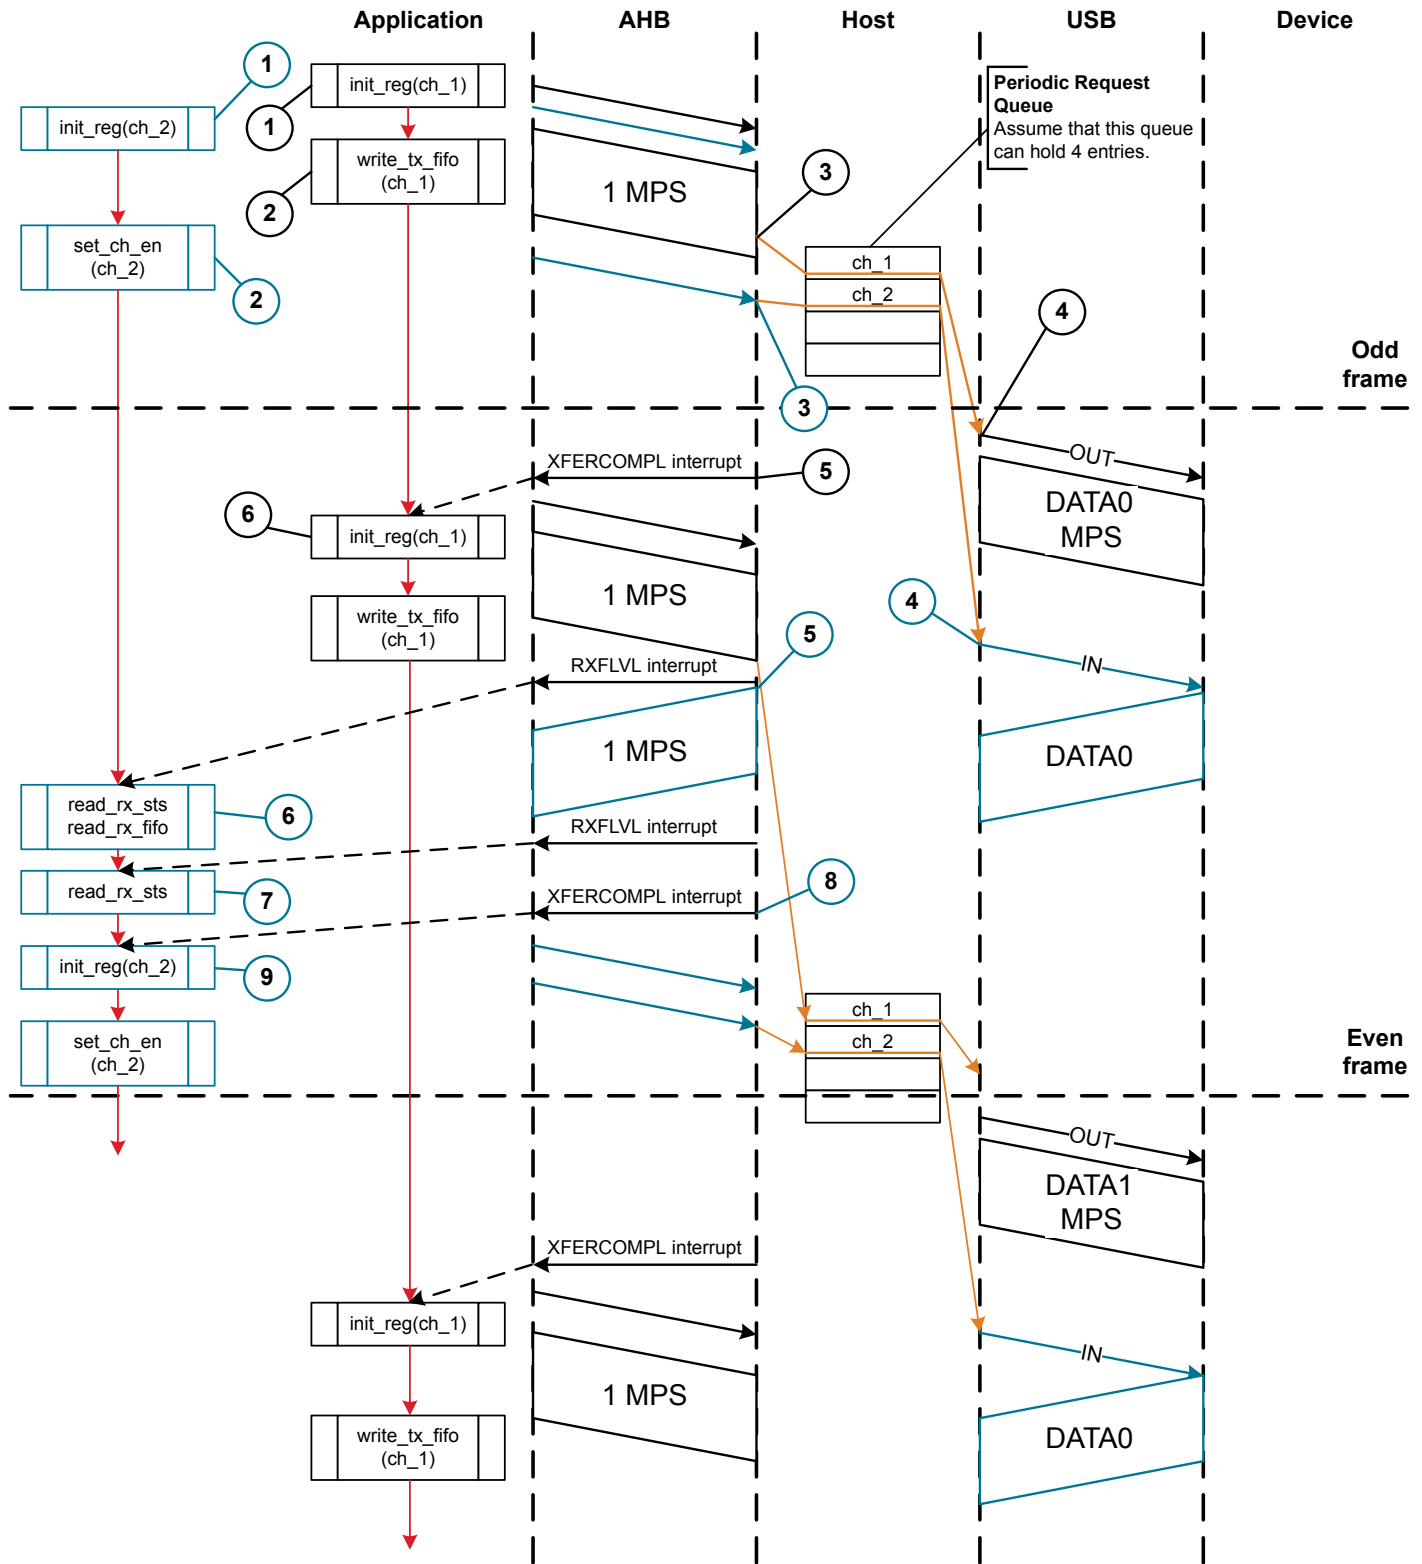 Application
AHB
Host
USB
Device
1
init_reg(ch_1)
Periodic Request
Queue
Assume that this queue
can hold 4 entries.
init_reg(ch_2)
1
write_tx_fifo
(ch_1)
1 MPS
3
2
set_ch_en
(ch_2)
ch_1
2
ch_2
4
Odd
frame
3
OUT
XFERCOMPL interrupt
5
DATA0
MPS
6
init_reg(ch_1)
1 MPS
4
write_tx_fifo
(ch_1)
5
RXFLVL interrupt
IN
1 MPS
DATA0
read_rx_sts
read_rx_fifo
6
RXFLVL interrupt
read_rx_sts
7
8
XFERCOMPL interrupt
init_reg(ch_2)
9
ch_1
set_ch_en
(ch_2)
ch_2
Even
frame
OUT
DATA1
MPS
XFERCOMPL interrupt
init_reg(ch_1)
IN
1 MPS
write_tx_fifo
(ch_1)
DATA0